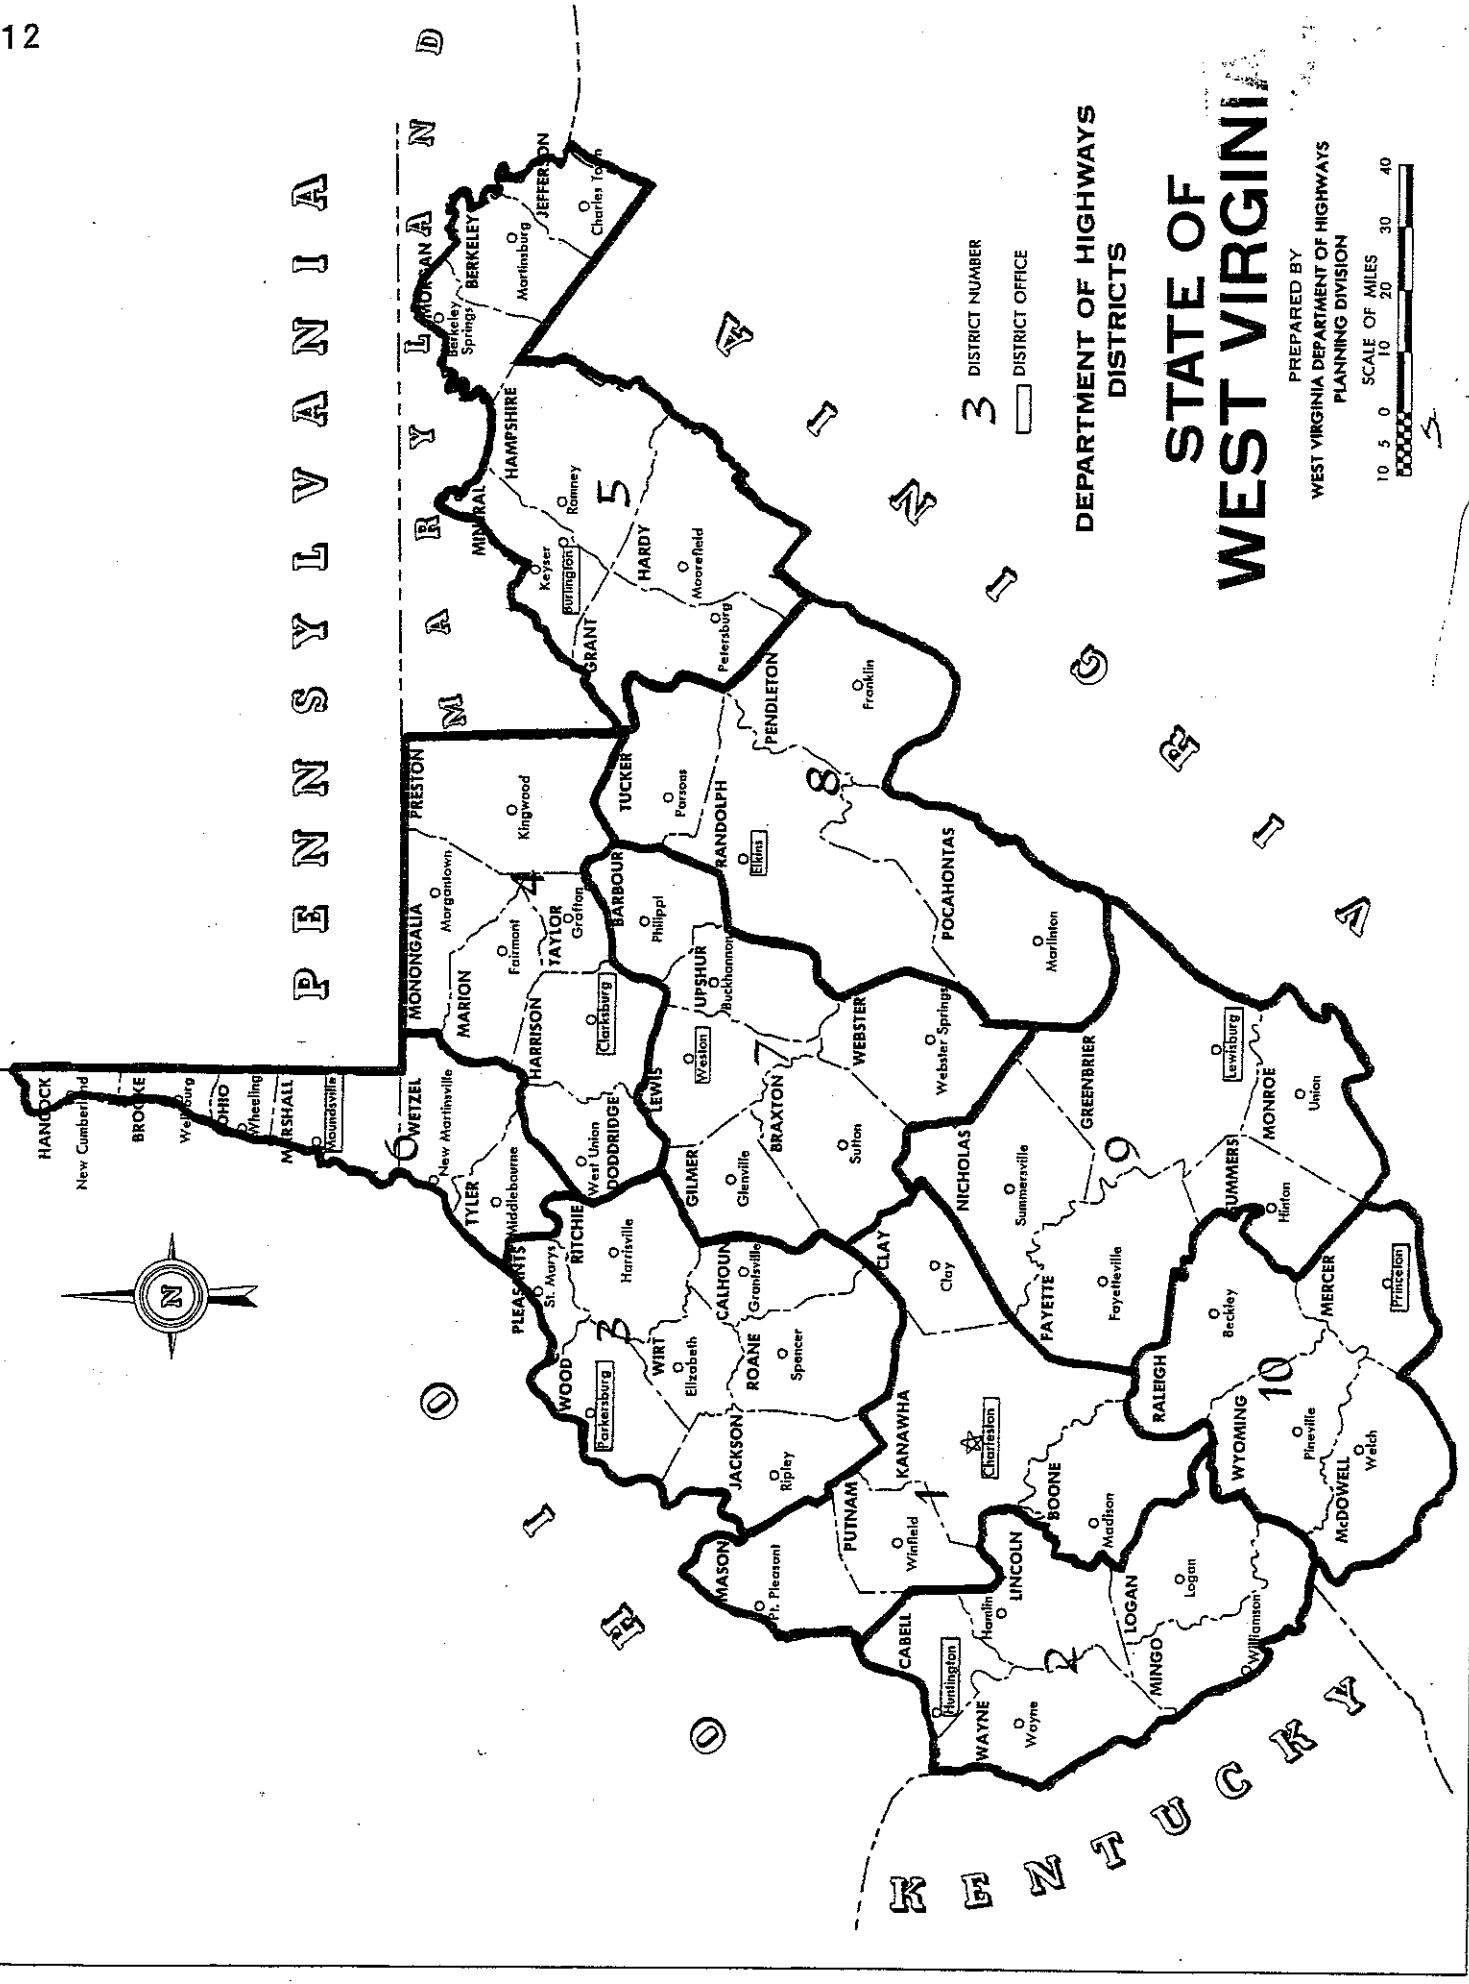 12
PENNSYLVANIA
MARYLAND
VIRGINIA
OHIO
KENTUCKY
N
HANCOCK
New Cumberland
BROOKE
OHIO
Wheeling
MARSHALL
Moundsville
6
WETZEL
New Martinsville
TYLER
Middlebourne
PLEASANTS
St. Marys
RITCHIE
Harrisville
WOOD
Parkersburg
3
WIRT
Elizabeth
CALHOUN
Grantsville
ROANE
Spencer
JACKSON
Ripley
MASON
Pt. Pleasant
PUTNAM
Winfield
1
KANAWHA
Charleston
CLAY
Clay
BOONE
Madison
CABELL
Huntington
WAYNE
Wayne
2
LINCOLN
Hamlin
LOGAN
Logan
MINGO
Williamson
MONONGALIA
Morgantown
MARION
Fairmont
4
PRESTON
Kingwood
TAYLOR
Grafton
HARRISON
Clarksburg
DODDRIDGE
West Union
BARBOUR
Philippi
LEWIS
Weston
UPSHUR
Buckhannon
7
GILMER
Glenville
BRAXTON
Sutton
WEBSTER
Webster Springs
TUCKER
Parsons
RANDOLPH
Elkins
8
PENDLETON
Franklin
POCAHONTAS
Marlinton
GRANT
Petersburg
MINERAL
Keyser
Burlington
HAMPSHIRE
Romney
5
HARDY
Moorefield
MORGAN
Berkeley
Springs
BERKELEY
Martinsburg
JEFFERSON
Charles Town
NICHOLAS
Summersville
GREENBRIER
Lewisburg
9
FAYETTE
Fayetteville
SUMMERS
Hinton
MONROE
Union
RALEIGH
Beckley
MERCER
Princeton
10
WYOMING
Pineville
McDOWELL
Welch
3 DISTRICT NUMBER
DISTRICT OFFICE
DEPARTMENT OF HIGHWAYS
DISTRICTS
STATE OF
WEST VIRGINIA
PREPARED BY
WEST VIRGINIA DEPARTMENT OF HIGHWAYS
PLANNING DIVISION
SCALE OF MILES
10 5 0 10 20 30 40